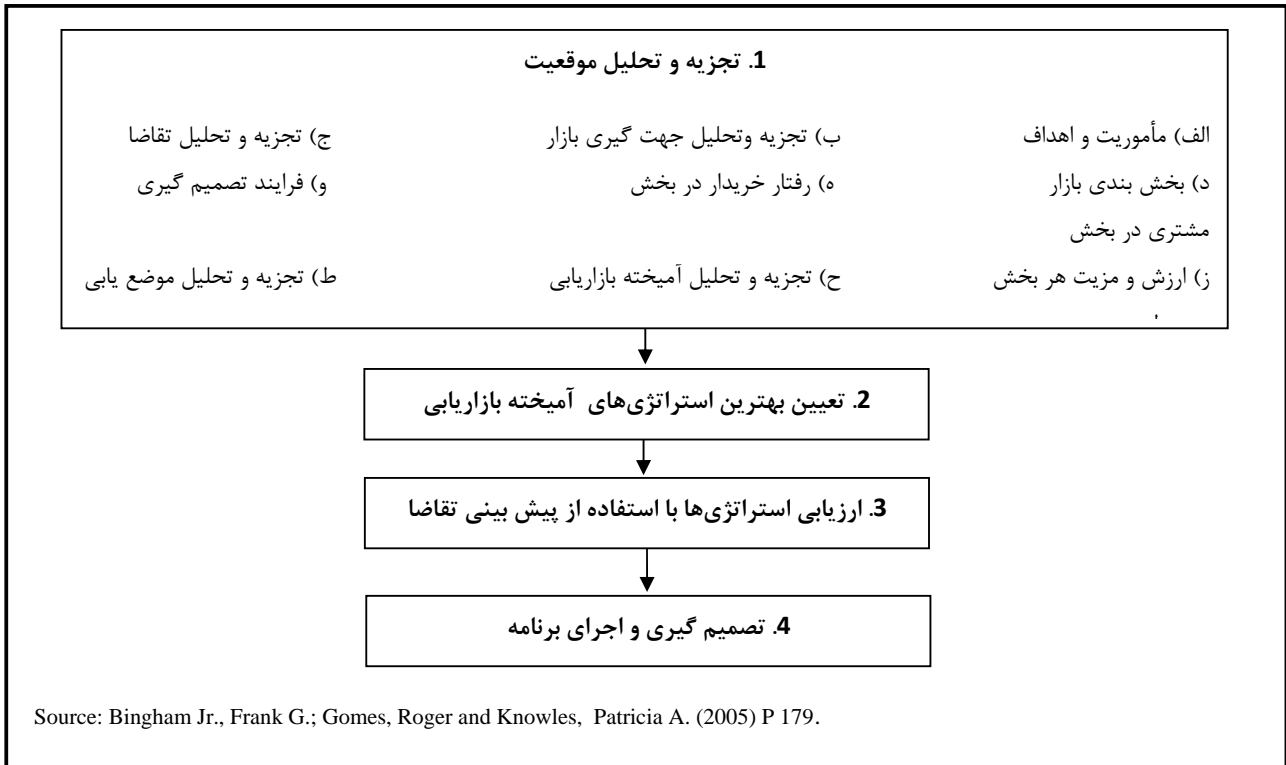 1. تجزیه و تحلیل موقعیت
الف) مأموریت و اهداف ب) تجزیه وتحلیل جهت گیری بازار ج) تجزیه و تحلیل تقاضا
د) بخش بندی بازار ه) رفتار خریدار در بخش و) فرایند تصمیم گیری
مشتری در بخش
ز) ارزش و مزیت هر بخش ح) تجزیه و تحلیل آمیخته بازاریابی ط) تجزیه و تحلیل موضع یابی
2. تعیین بهترین استراتژی‌های آمیخته بازاریابی
3. ارزیابی استراتژی‌ها با استفاده از پیش بینی تقاضا
4. تصمیم گیری و اجرای برنامه
Source: Bingham Jr., Frank G.; Gomes, Roger and Knowles, Patricia A. (2005) P 179.